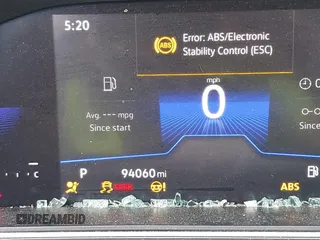 5:20
Error: ABS/Electronic
Stability Control (ESC)
mph
0
0
Avg. --- mpg
Since start
Since
C
P
94060 mi
ABS
DREAMBID